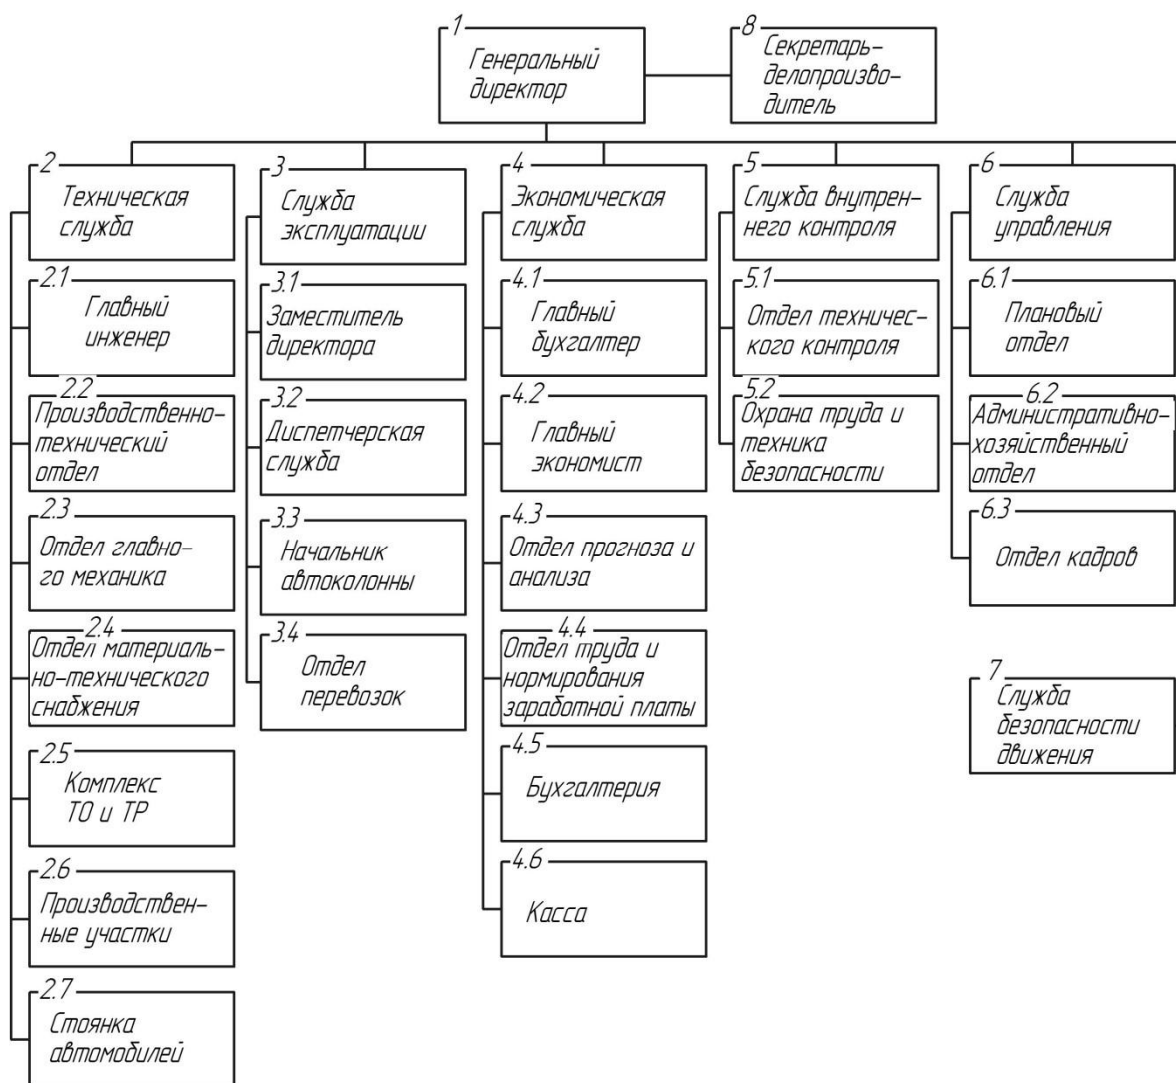 1
Генеральный
директор
8
Секретарь-
делопроизво-
дитель
2
Техническая
служба
2.1
Главный
инженер
2.2
Производственно-
технический
отдел
2.3
Отдел главно-
го механика
2.4
Отдел материаль-
но-технического
снабжения
2.5
Комплекс
ТО и ТР
2.6
Производствен-
ные участки
2.7
Стоянка
автомобилей
3
Служба
эксплуатации
3.1
Заместитель
директора
3.2
Диспетчерская
служба
3.3
Начальник
автоколонны
3.4
Отдел
перевозок
4
Экономическая
служба
4.1
Главный
бухгалтер
4.2
Главный
экономист
4.3
Отдел прогноза и
анализа
4.4
Отдел труда и
нормирования
заработной платы
4.5
Бухгалтерия
4.6
Касса
5
Служба внутрен-
него контроля
5.1
Отдел техничес-
кого контроля
5.2
Охрана труда и
техника
безопасности
6
Служба
управления
6.1
Плановый
отдел
6.2
Административно-
хозяйственный
отдел
6.3
Отдел кадров
7
Служба
безопасности
движения